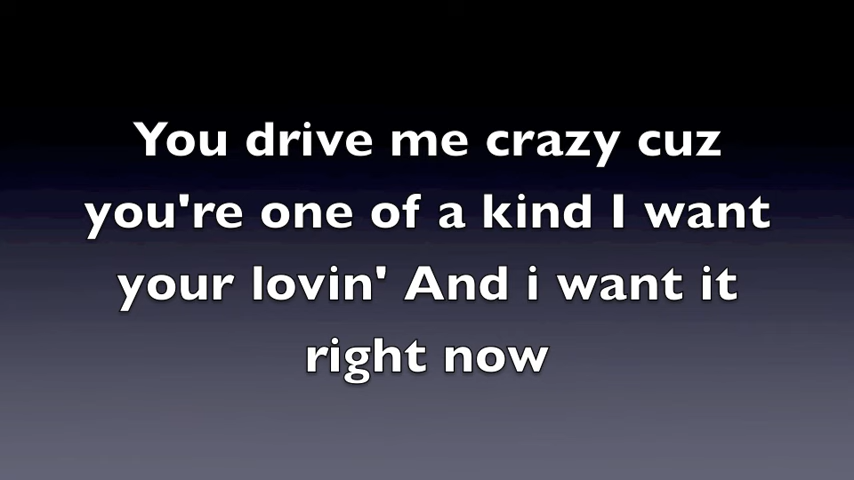 You drive me crazy cuz
you're one of a kind I want
your lovin' And i want it
right now